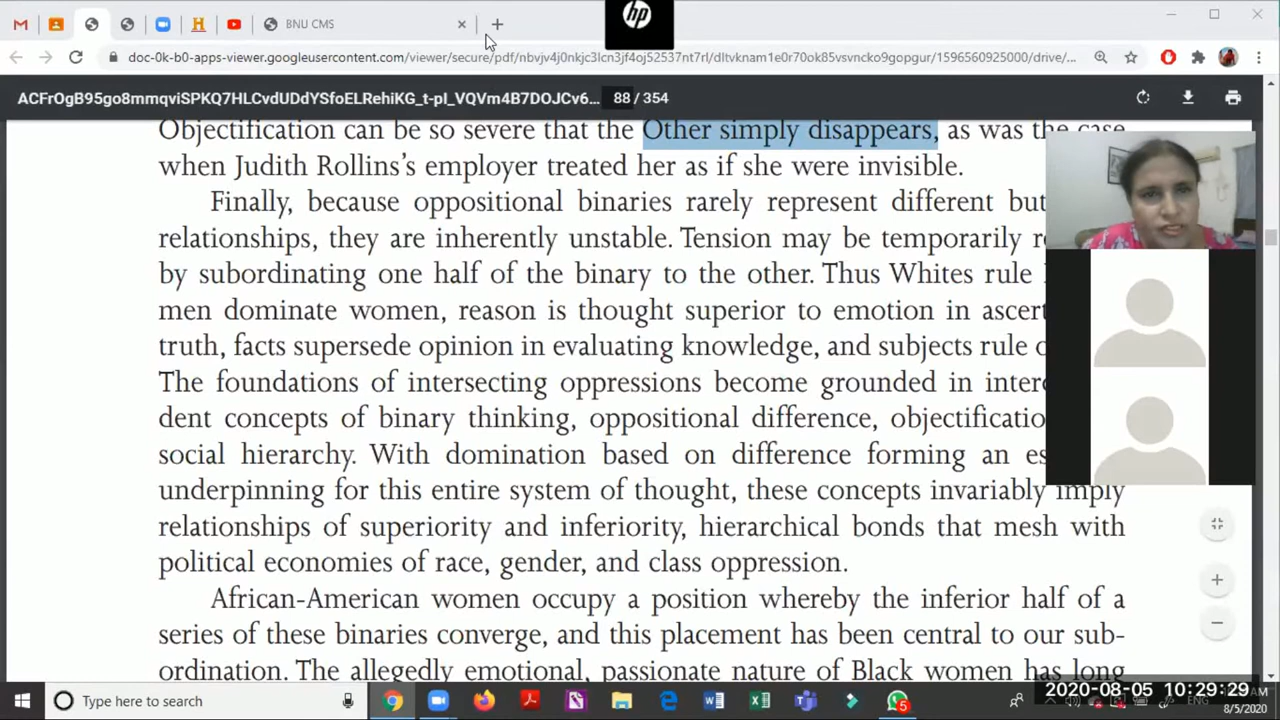 BNU CMS
hp
doc-0k-b0-apps-viewer.googleusercontent.com/viewer/secure/pdf/nbvjv4j0nkjc3lcn3jf4oj52537nt7rl/dltvknam1e0r70ok85vsvncko9gopgur/1596560925000/drive/...
ACFrOgB95go8mmqviSPKQ7HLCvdUDdYSfoELRehiKG_t-pI_VQVm4B7DOJCv6... 88 / 354
Objectification can be so severe that the Other simply disappears, as was the case
when Judith Rollins's employer treated her as if she were invisible.
Finally, because oppositional binaries rarely represent different but
relationships, they are inherently unstable. Tension may be temporarily
by subordinating one half of the binary to the other. Thus Whites rule
men dominate women, reason is thought superior to emotion in
truth, facts supersede opinion in evaluating knowledge, and subjects rule
The foundations of intersecting oppressions become grounded in
dent concepts of binary thinking, oppositional difference,
social hierarchy. With domination based on difference forming an
underpinning for this entire system of thought, these concepts invariably imply
relationships of superiority and inferiority, hierarchical bonds that mesh with
political economies of race, gender, and class oppression.
African-American women occupy a position whereby the inferior half of a
series of these binaries converge, and this placement has been central to our sub-
ordination. The allegedly emotional, passionate nature of Black women has long
Type here to search
5
2020-08-05 10:29:29
8/5/2020